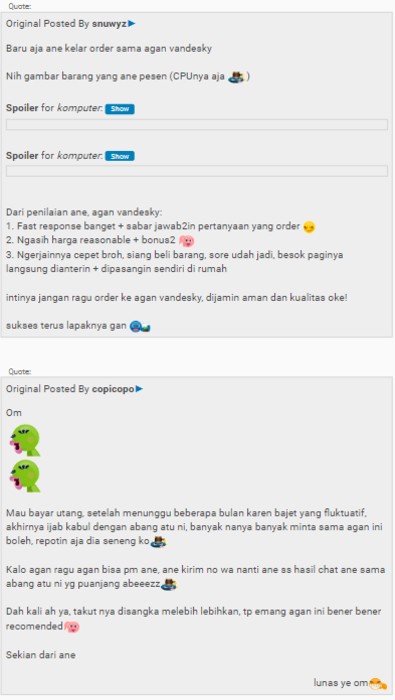 Quote:
Original Posted By snuwyz
Baru aja ane kelar order sama agan vandesky
Nih gambar barang yang ane pesen (CPUnya aja )
Spoiler for komputer: Show
Spoiler for komputer: Show
Dari penilaian ane, agan vandesky:
1. Fast response banget + sabar jawab2in pertanyaan yang order
2. Ngasih harga reasonable + bonus2
3. Ngerjainnya cepet broh, siang beli barang, sore udah jadi, besok paginya
langsung dianterin + dipasangin sendiri di rumah
intinya jangan ragu order ke agan vandesky, dijamin aman dan kualitas oke!
sukses terus lapaknya gan
Quote:
Original Posted By copicopo
Om
Mau bayar utang, setelah menunggu beberapa bulan karen bajet yang fluktuatif,
akhirnya ijab kabul dengan abang atu ni, banyak nanya banyak minta sama agan ini
boleh, repotin aja dia seneng ko
Kalo agan ragu agan bisa pm ane, ane kirim no wa nanti ane ss hasil chat ane sama
abang atu ni yg puanjang abeeezz
Dah kali ah ya, takut nya disangka melebih lebihkan, tp emang agan ini bener bener
recomended
Sekian dari ane
lunas ye om